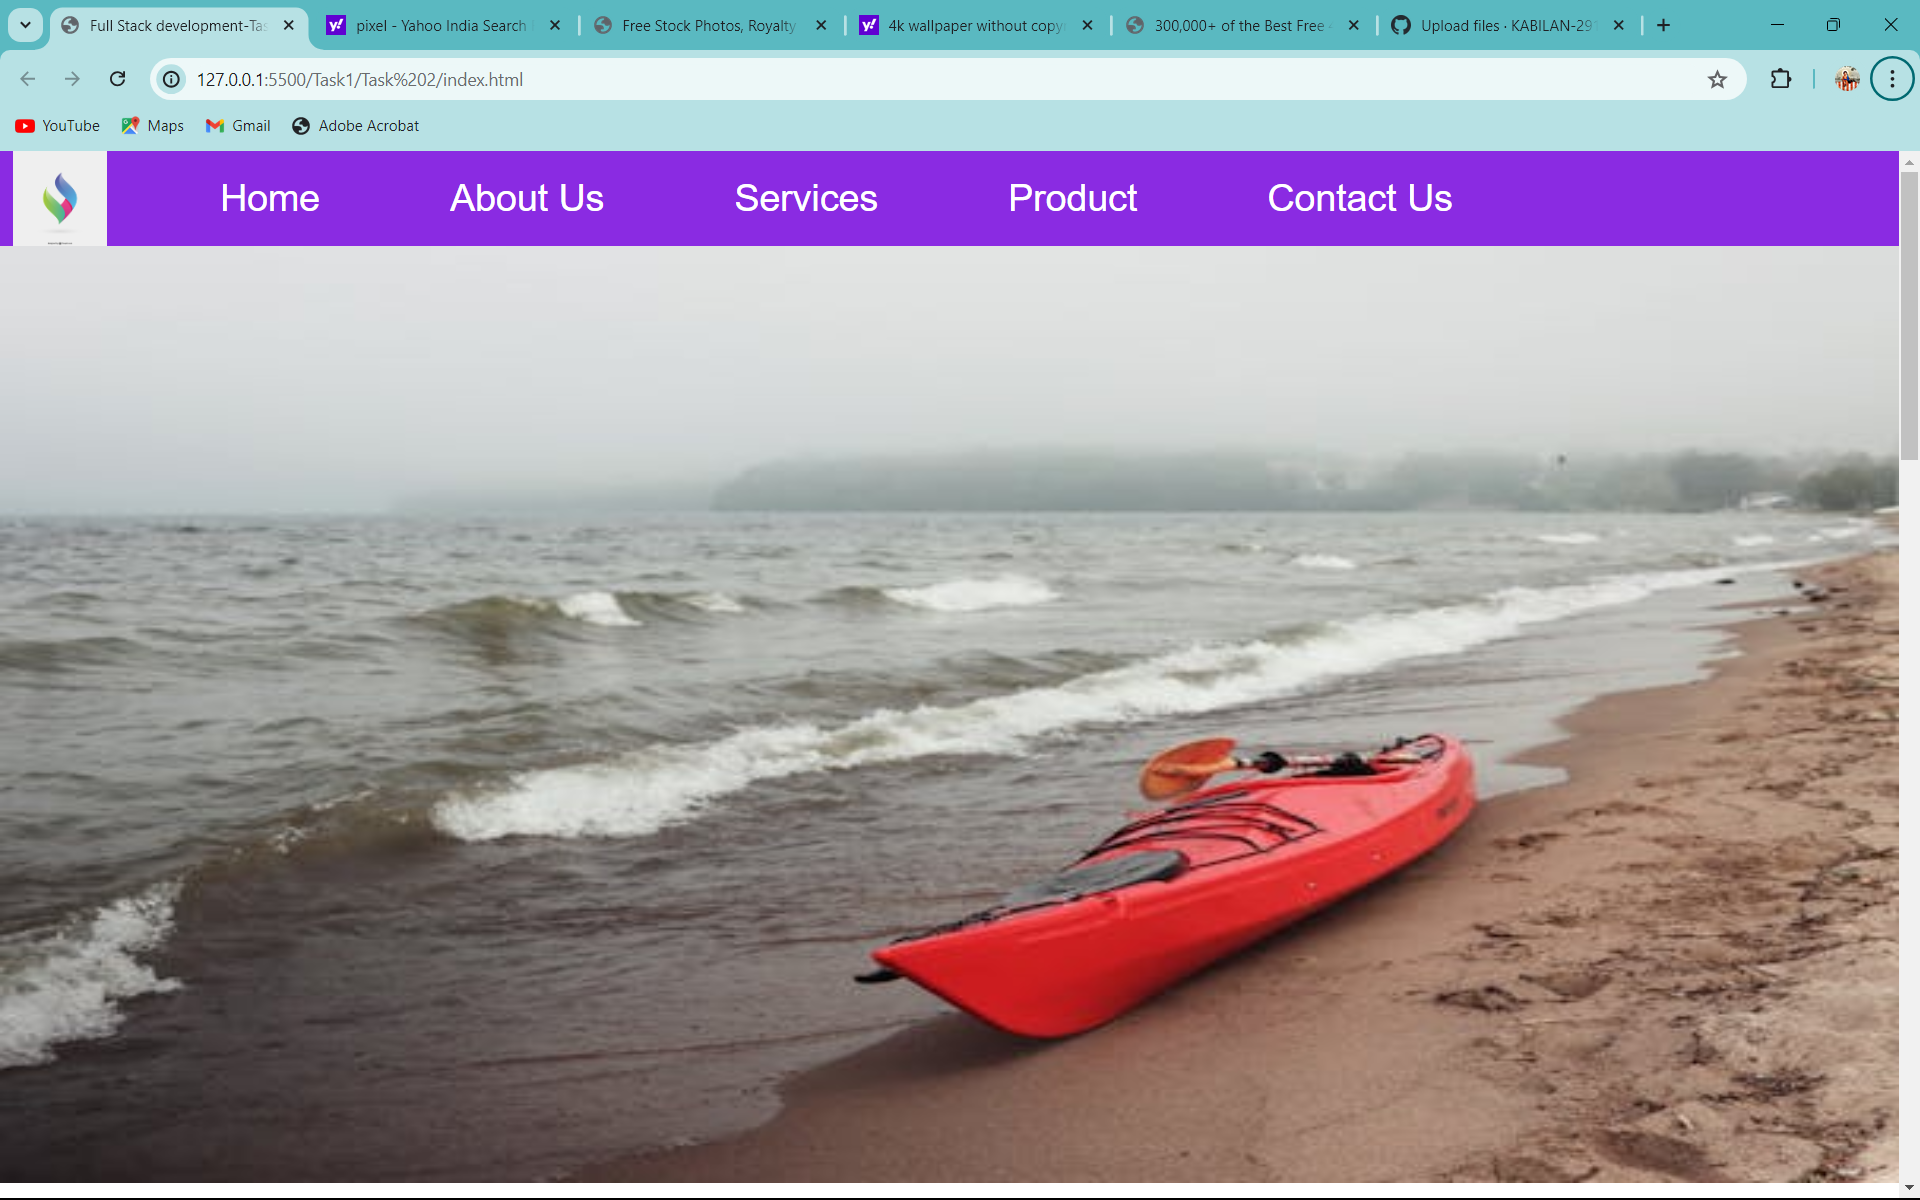 Full Stack development-Tas
pixel - Yahoo India Search
Free Stock Photos, Royalty
4k wallpaper without copy
300,000+ of the Best Free
Upload files · KABILAN-291
127.0.0.1:5500/Task1/Task%202/index.html
YouTube
Maps
Gmail
Adobe Acrobat
Home
About Us
Services
Product
Contact Us